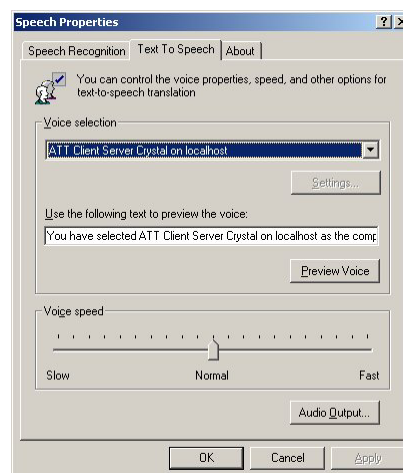 Speech Properties
Speech Recognition Text To Speech About
You can control the voice properties, speed, and other options for
text-to-speech translation
Voice selection
ATT Client Server Crystal on localhost
Settings...
Use the following text to preview the voice:
You have selected ATT Client Server Crystal on localhost as the comp
Preview Voice
Voice speed
Slow Normal Fast
Audio Output...
OK Cancel Apply